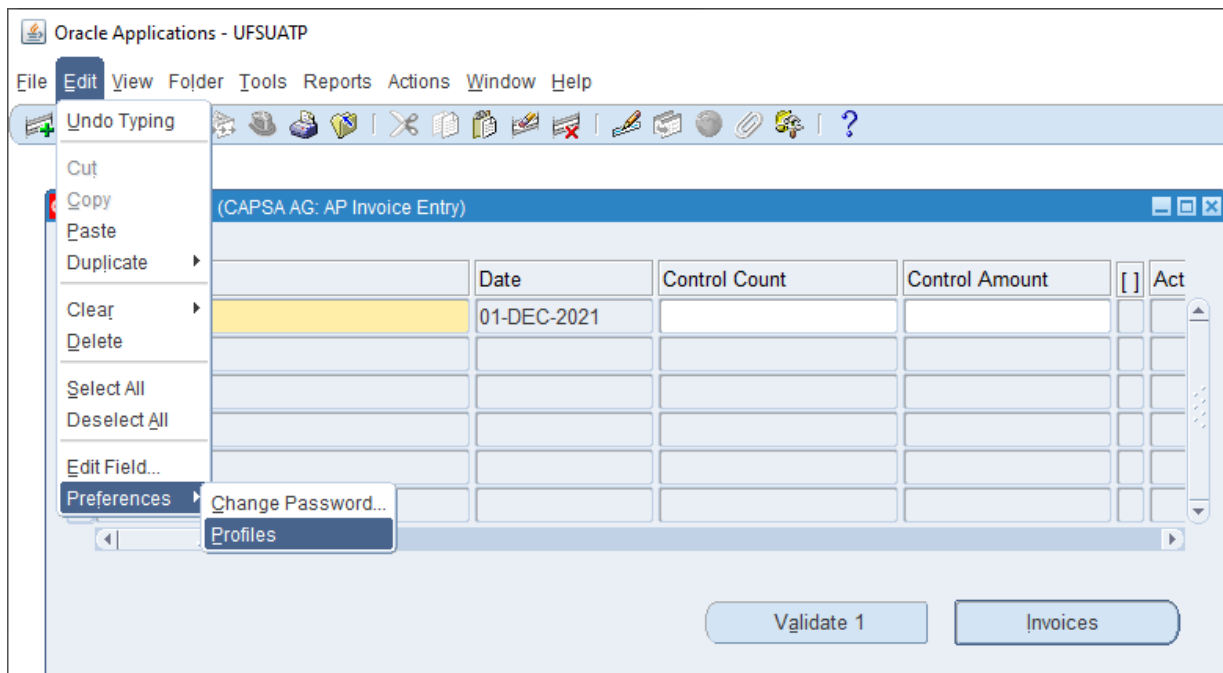 Oracle Applications - UFSUATP
File Edit View Folder Tools Reports Actions Window Help
Undo Typing
Cut
Copy
Paste
Duplicate
Clear
Delete
Select All
Deselect All
Edit Field...
Preferences
Change Password...
Profiles
(CAPSA AG: AP Invoice Entry)
Date Control Count Control Amount [ ] Act
01-DEC-2021
Validate 1 Invoices